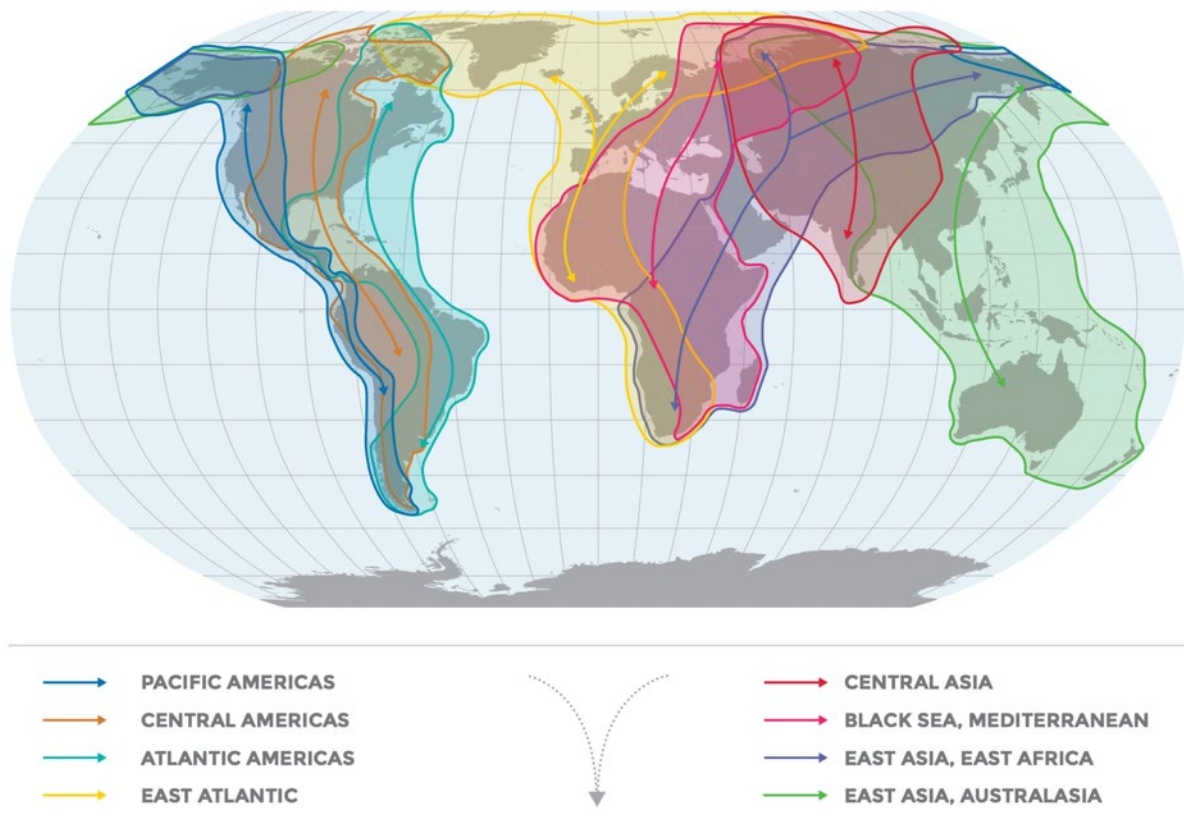 PACIFIC AMERICAS
CENTRAL AMERICAS
ATLANTIC AMERICAS
EAST ATLANTIC
CENTRAL ASIA
BLACK SEA, MEDITERRANEAN
EAST ASIA, EAST AFRICA
EAST ASIA, AUSTRALASIA